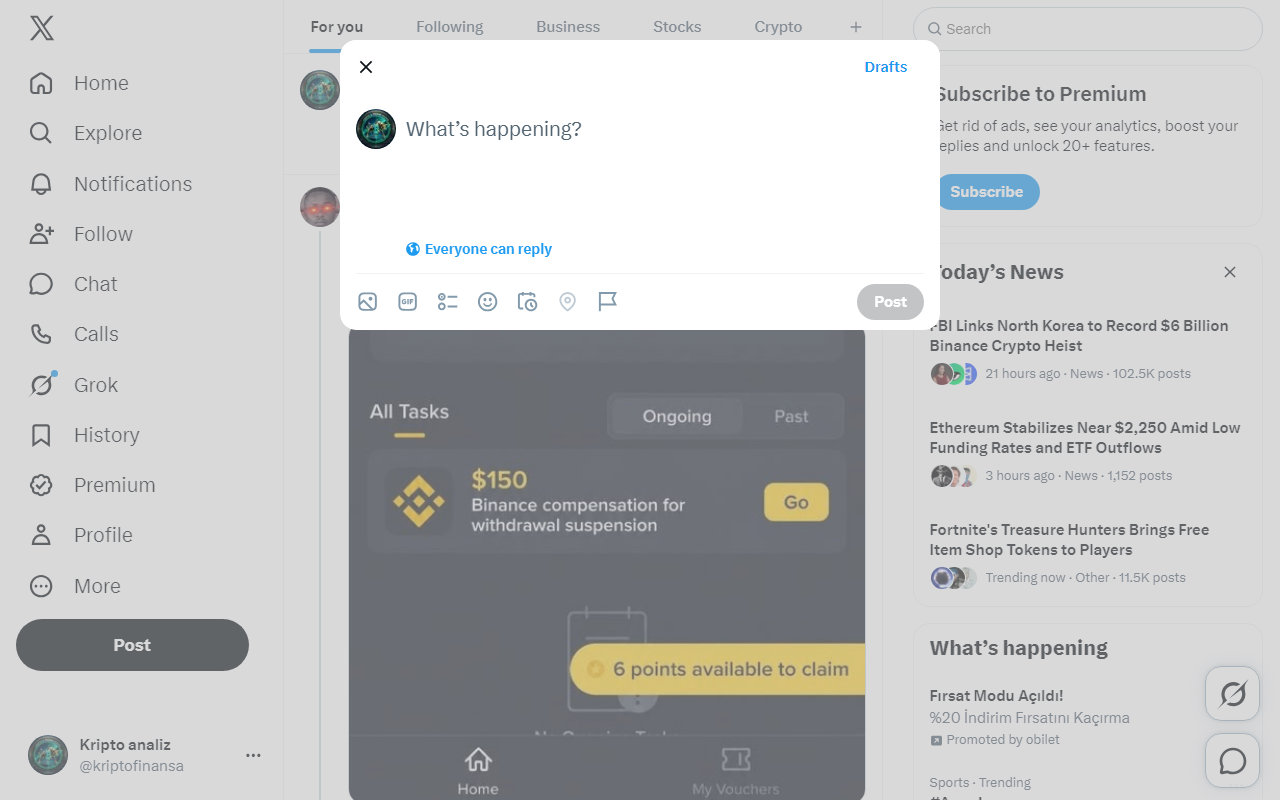 Home
Explore
Notifications
Follow
Chat
Calls
Grok
History
Premium
Profile
More
Post
Kripto analiz
@kriptofinansa
For you
Following
Business
Stocks
Crypto
Drafts
What's happening?
Everyone can reply
GIF
Post
All Tasks
Ongoing
Past
$150
Binance compensation for
withdrawal suspension
Go
6 points available to claim
Home
My Vouchers
Search
Subscribe to Premium
Get rid of ads, see your analytics, boost your
replies and unlock 20+ features.
Subscribe
Today's News
FBI Links North Korea to Record $6 Billion
Binance Crypto Heist
21 hours ago · News · 102.5K posts
Ethereum Stabilizes Near $2,250 Amid Low
Funding Rates and ETF Outflows
3 hours ago · News · 1,152 posts
Fortnite's Treasure Hunters Brings Free
Item Shop Tokens to Players
Trending now · Other · 11.5K posts
What's happening
Fırsat Modu Açıldı!
%20 İndirim Fırsatını Kaçırma
Promoted by obilet
Sports · Trending